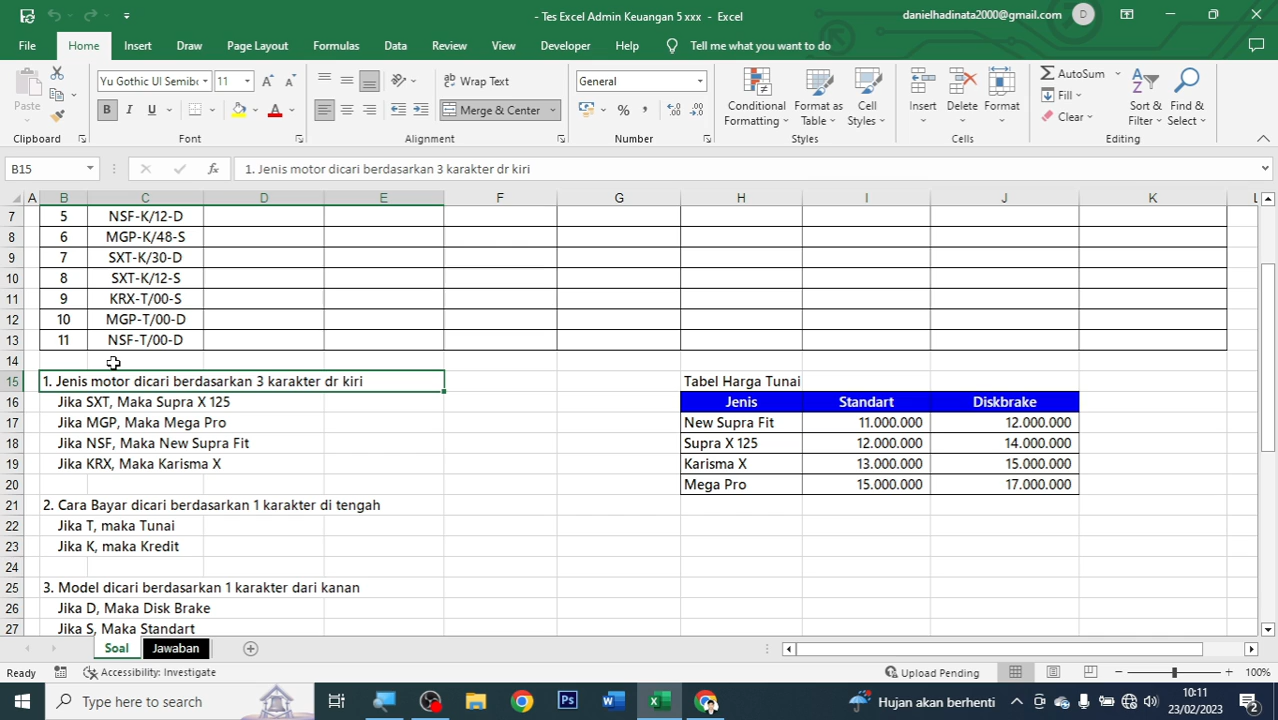 - Tes Excel Admin Keuangan 5 xxx - Excel
danielhadinata2000@gmail.com
D
File Home Insert Draw Page Layout Formulas Data Review View Developer Help Tell me what you want to do
Paste
Clipboard
Yu Gothic UI Semib 11
B I U
Font
Wrap Text
Merge & Center
Alignment
General
%
Number
Conditional Formatting
Format as Table
Cell Styles
Styles
Insert Delete Format
Cells
AutoSum
Fill
Clear
Sort & Filter
Find & Select
Editing
B15 fx 1. Jenis motor dicari berdasarkan 3 karakter dr kiri
A B C D E F G H I J K L
7 5 NSF-K/12-D
8 6 MGP-K/48-S
9 7 SXT-K/30-D
10 8 SXT-K/12-S
11 9 KRX-T/00-S
12 10 MGP-T/00-D
13 11 NSF-T/00-D
14
15 1. Jenis motor dicari berdasarkan 3 karakter dr kiri Tabel Harga Tunai
16 Jika SXT, Maka Supra X 125 Jenis Standart Diskbrake
17 Jika MGP, Maka Mega Pro New Supra Fit 11.000.000 12.000.000
18 Jika NSF, Maka New Supra Fit Supra X 125 12.000.000 14.000.000
19 Jika KRX, Maka Karisma X Karisma X 13.000.000 15.000.000
20 Mega Pro 15.000.000 17.000.000
21 2. Cara Bayar dicari berdasarkan 1 karakter di tengah
22 Jika T, maka Tunai
23 Jika K, maka Kredit
24
25 3. Model dicari berdasarkan 1 karakter dari kanan
26 Jika D, Maka Disk Brake
27 Jika S, Maka Standart
Soal Jawaban
Ready Accessibility: Investigate Upload Pending 100%
Type here to search
Ps
Hujan akan berhenti
10:11
23/02/2023
2